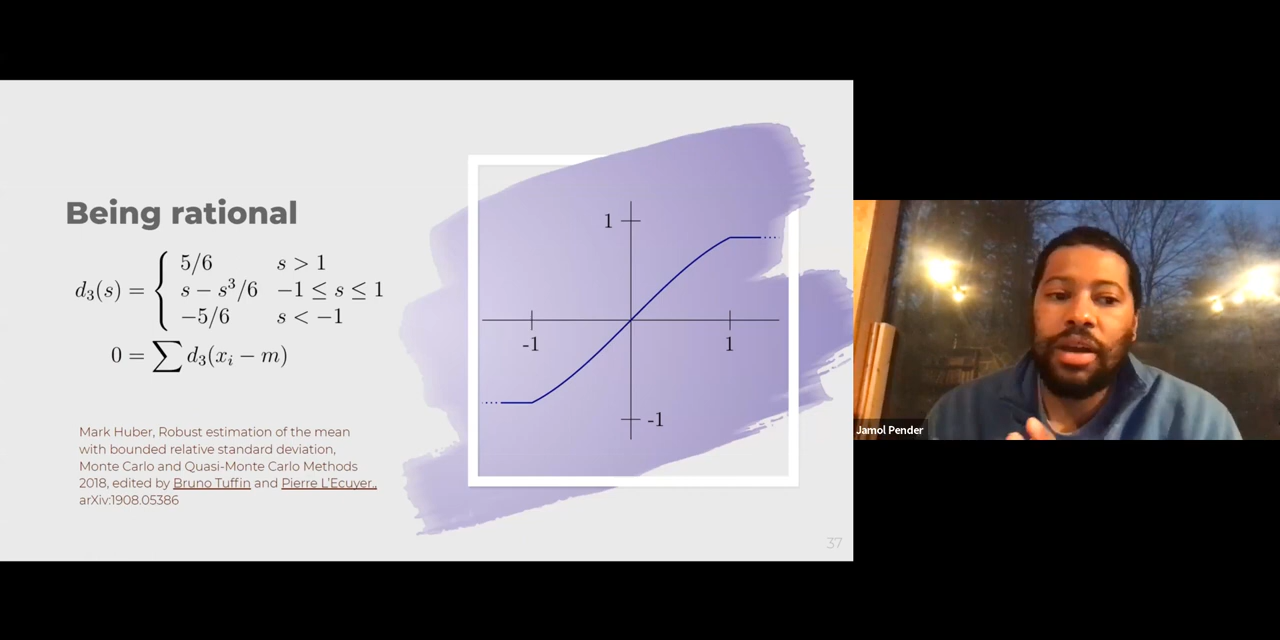 Being rational
d₃(s) = { 5/6 s > 1
s − s³/6 −1 ≤ s ≤ 1
−5/6 s < −1
0 = ∑ d₃(xᵢ − m)
Mark Huber, Robust estimation of the mean
with bounded relative standard deviation,
Monte Carlo and Quasi-Monte Carlo Methods
2018, edited by Bruno Tuffin and Pierre L'Ecuyer.,
arXiv:1908.05386
1
-1
1
-1
37
Jamol Pender